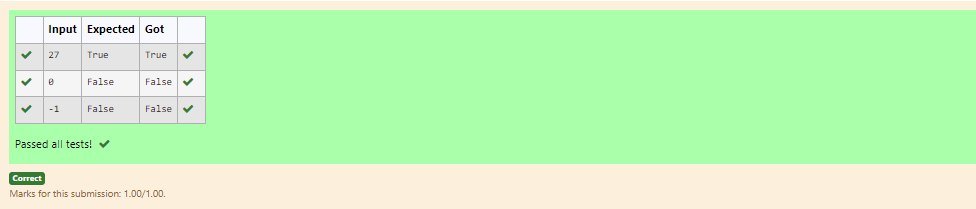 Input Expected Got
27 True True
0 False False
-1 False False
Passed all tests!
Correct
Marks for this submission: 1.00/1.00.